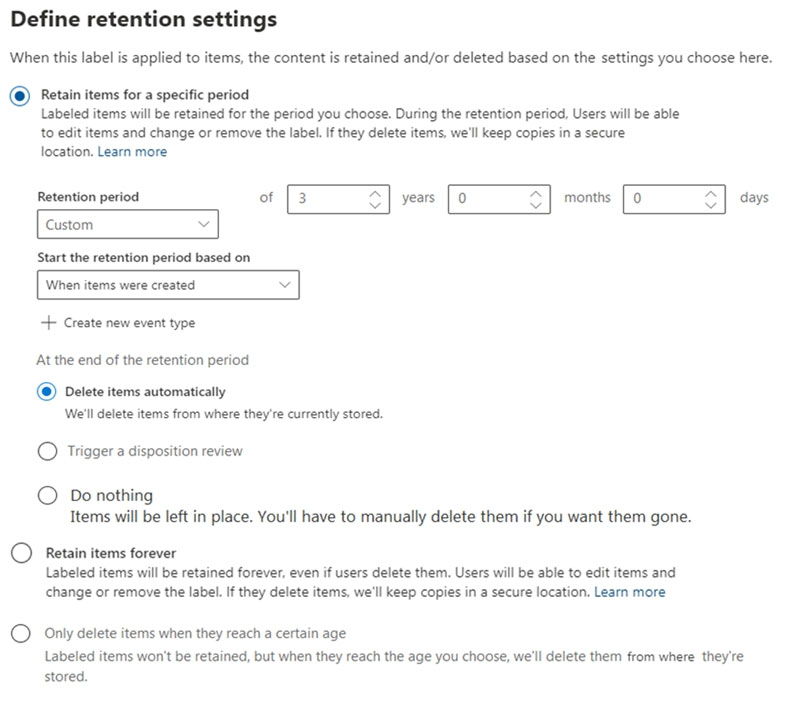 Define retention settings
When this label is applied to items, the content is retained and/or deleted based on the settings you choose here.
Retain items for a specific period
Labeled items will be retained for the period you choose. During the retention period, Users will be able
to edit items and change or remove the label. If they delete items, we'll keep copies in a secure
location. Learn more
Retention period of 3 years 0 months 0 days
Custom
Start the retention period based on
When items were created
+ Create new event type
At the end of the retention period
Delete items automatically
We'll delete items from where they're currently stored.
Trigger a disposition review
Do nothing
Items will be left in place. You'll have to manually delete them if you want them gone.
Retain items forever
Labeled items will be retained forever, even if users delete them. Users will be able to edit items and
change or remove the label. If they delete items, we'll keep copies in a secure location. Learn more
Only delete items when they reach a certain age
Labeled items won't be retained, but when they reach the age you choose, we'll delete them from where they're
stored.